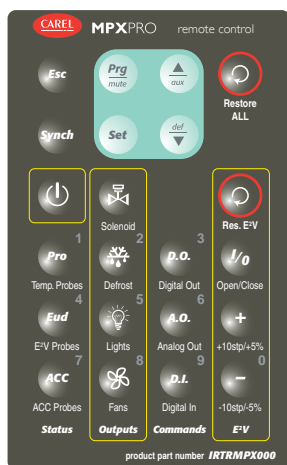 CAREL MPXPRO remote control
Esc Prg mute aux
Restore ALL
Synch Set def
Solenoid Res. E²V
1 2 3
Pro D.O. I/0
Temp. Probes Defrost Digital Out Open/Close
4 5 6
Eud A.O. +
E²V Probes Lights Analog Out +10stp/+5%
7 8 9 0
ACC D.I. −
ACC Probes Fans Digital In -10stp/-5%
Status Outputs Commands E²V
product part number IRTRMPX000